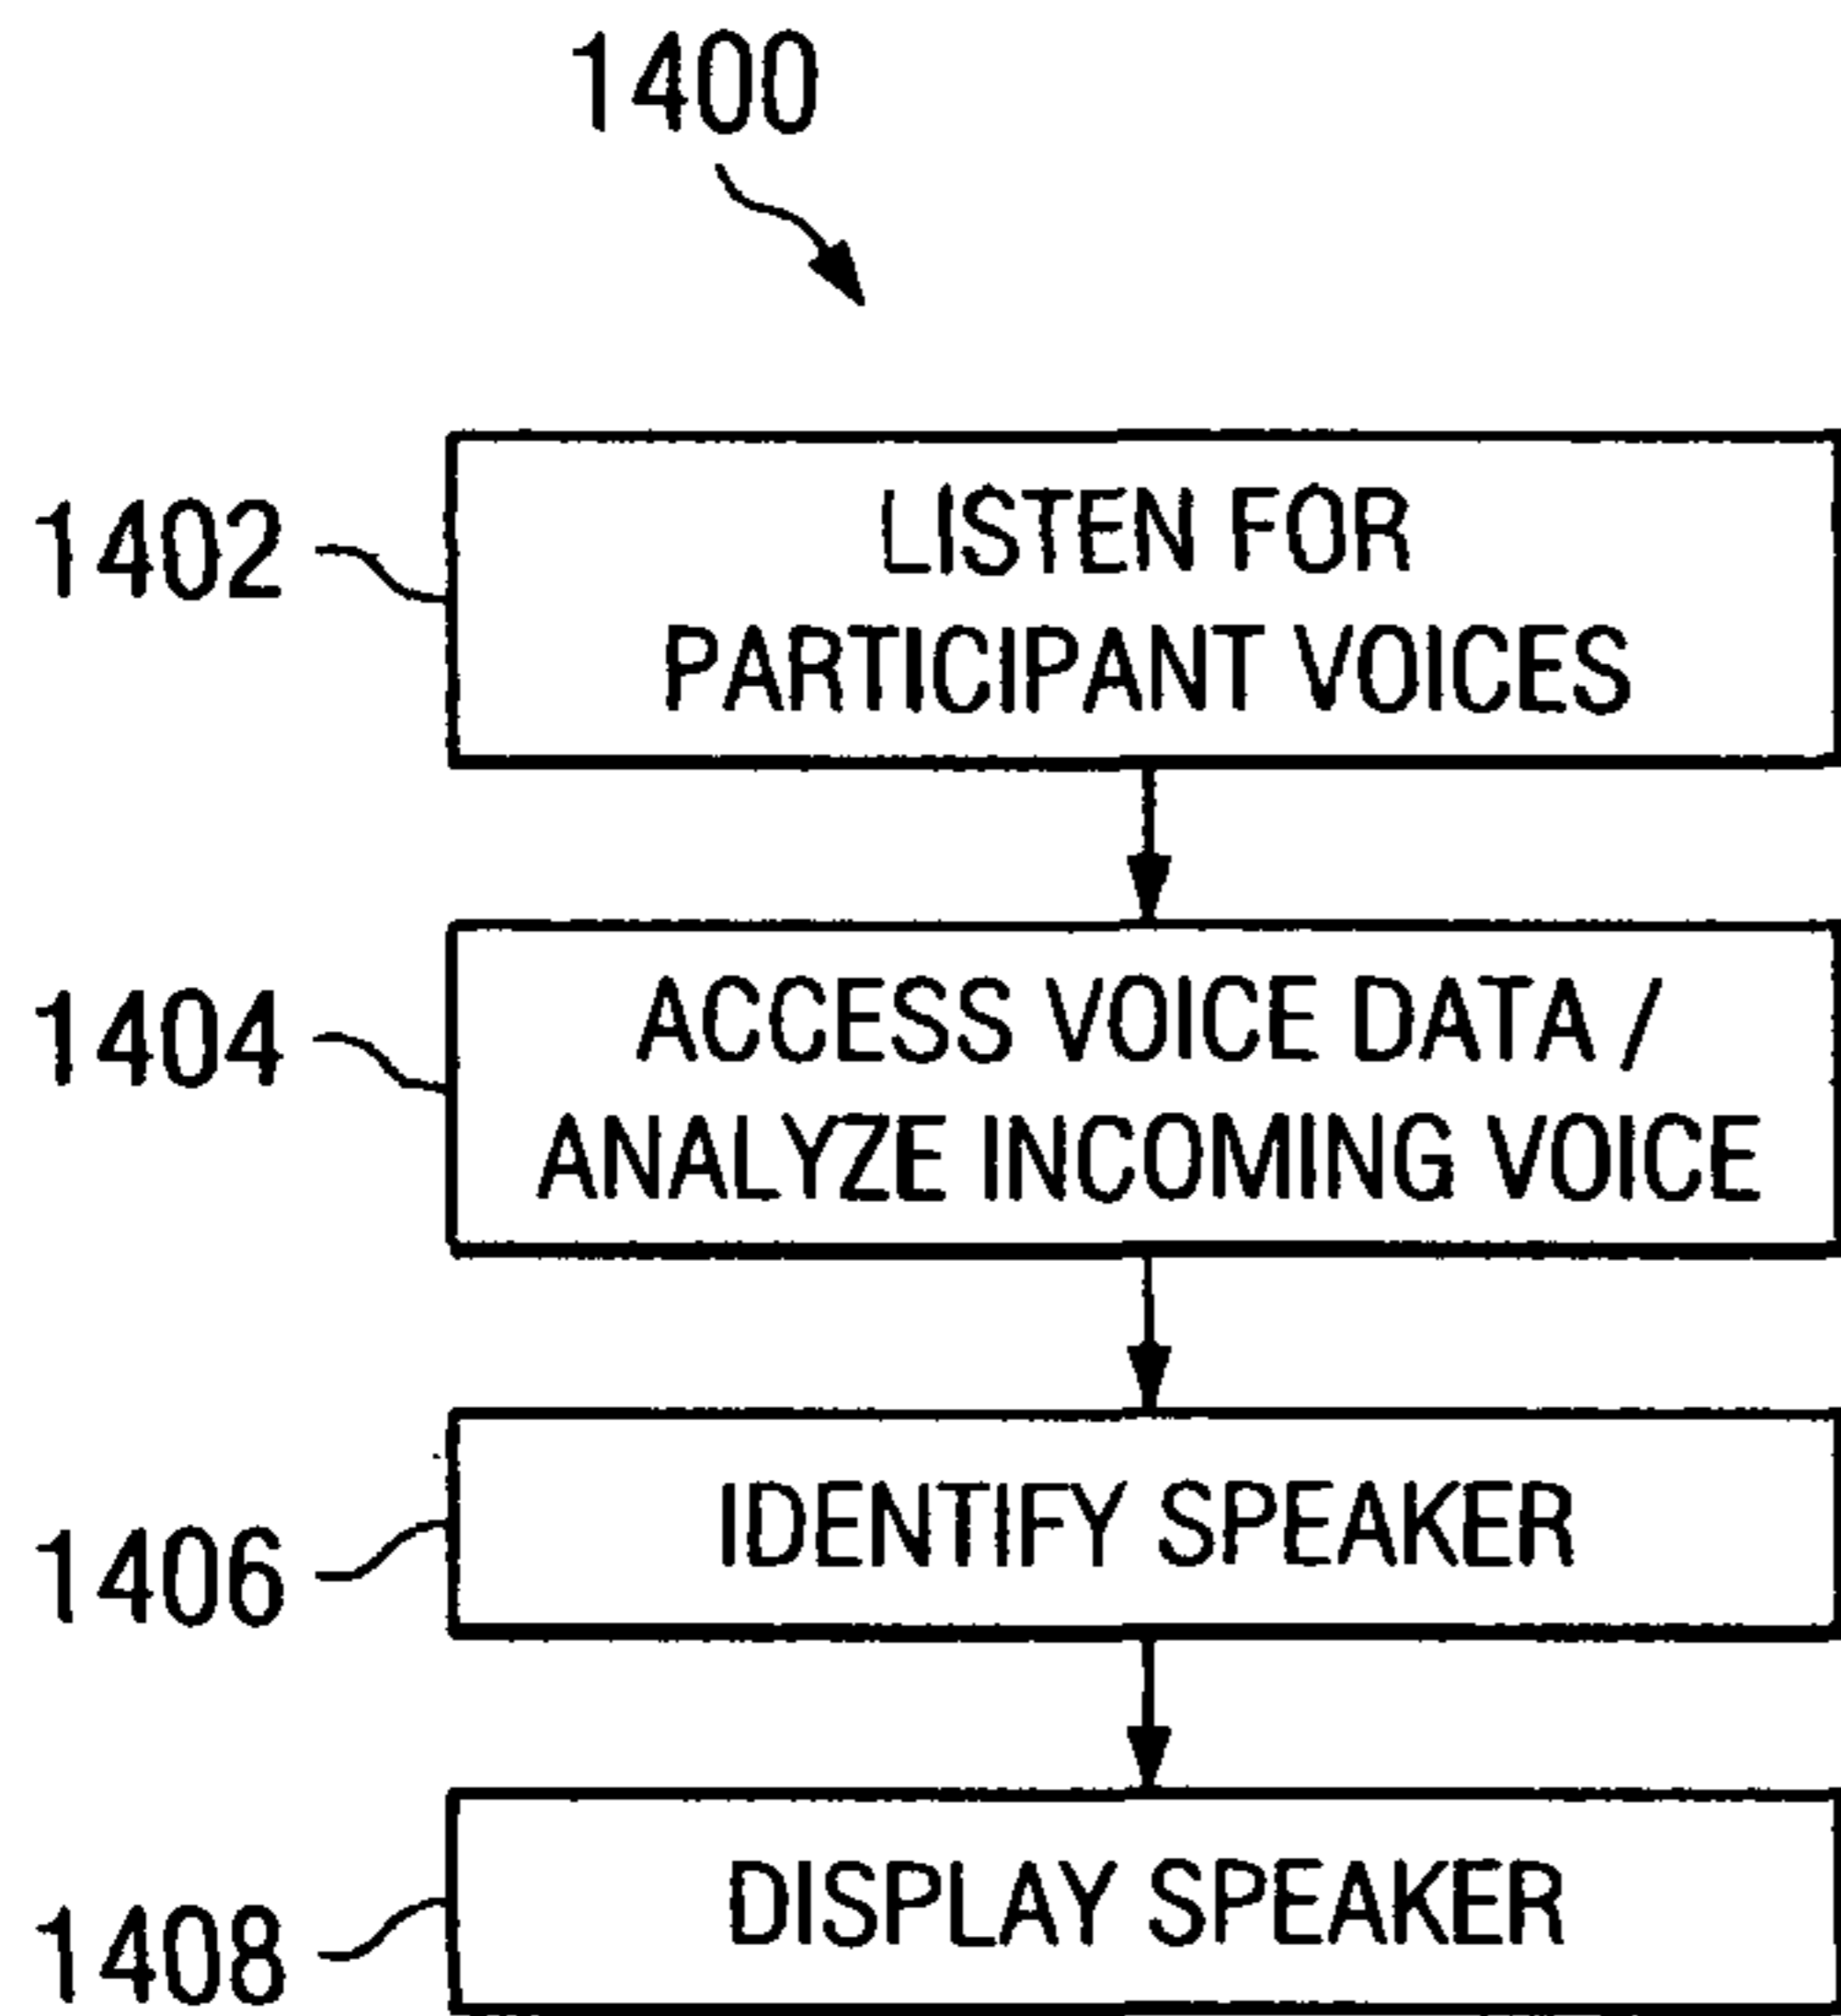 1400
1402
LISTEN FOR
PARTICIPANT VOICES
1404
ACCESS VOICE DATA /
ANALYZE INCOMING VOICE
1406
IDENTIFY SPEAKER
1408
DISPLAY SPEAKER